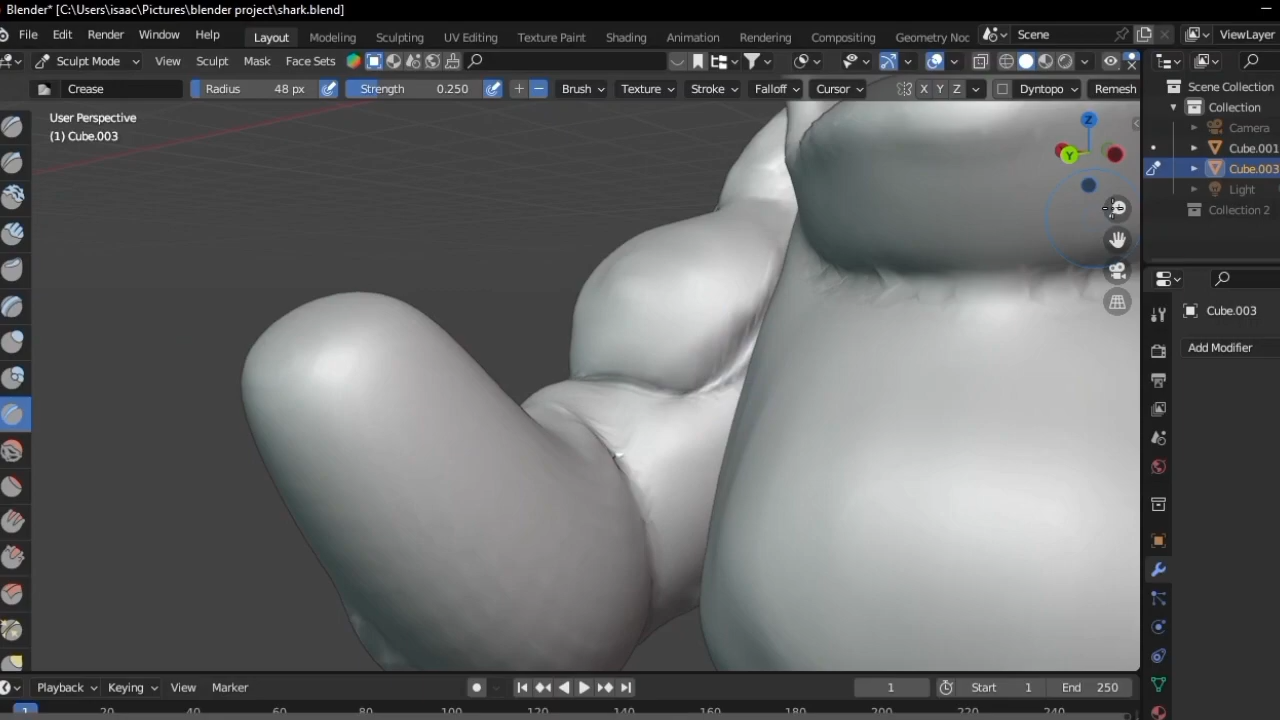 Blender* [C:\Users\isaac\Pictures\blender project\shark.blend]
File Edit Render Window Help Layout Modeling Sculpting UV Editing Texture Paint Shading Animation Rendering Compositing Geometry Noc Scene ViewLayer
Sculpt Mode View Sculpt Mask Face Sets
Crease Radius 48 px Strength 0.250 Brush Texture Stroke Falloff Cursor X Y Z Dyntopo Remesh
User Perspective
(1) Cube.003
Z
Y
Scene Collection
Collection
Camera
Cube.001
Cube.003
Light
Collection 2
Cube.003
Add Modifier
Playback Keying View Marker 1 Start 1 End 250
1 20 40 60 80 100 120 140 160 180 200 220 240